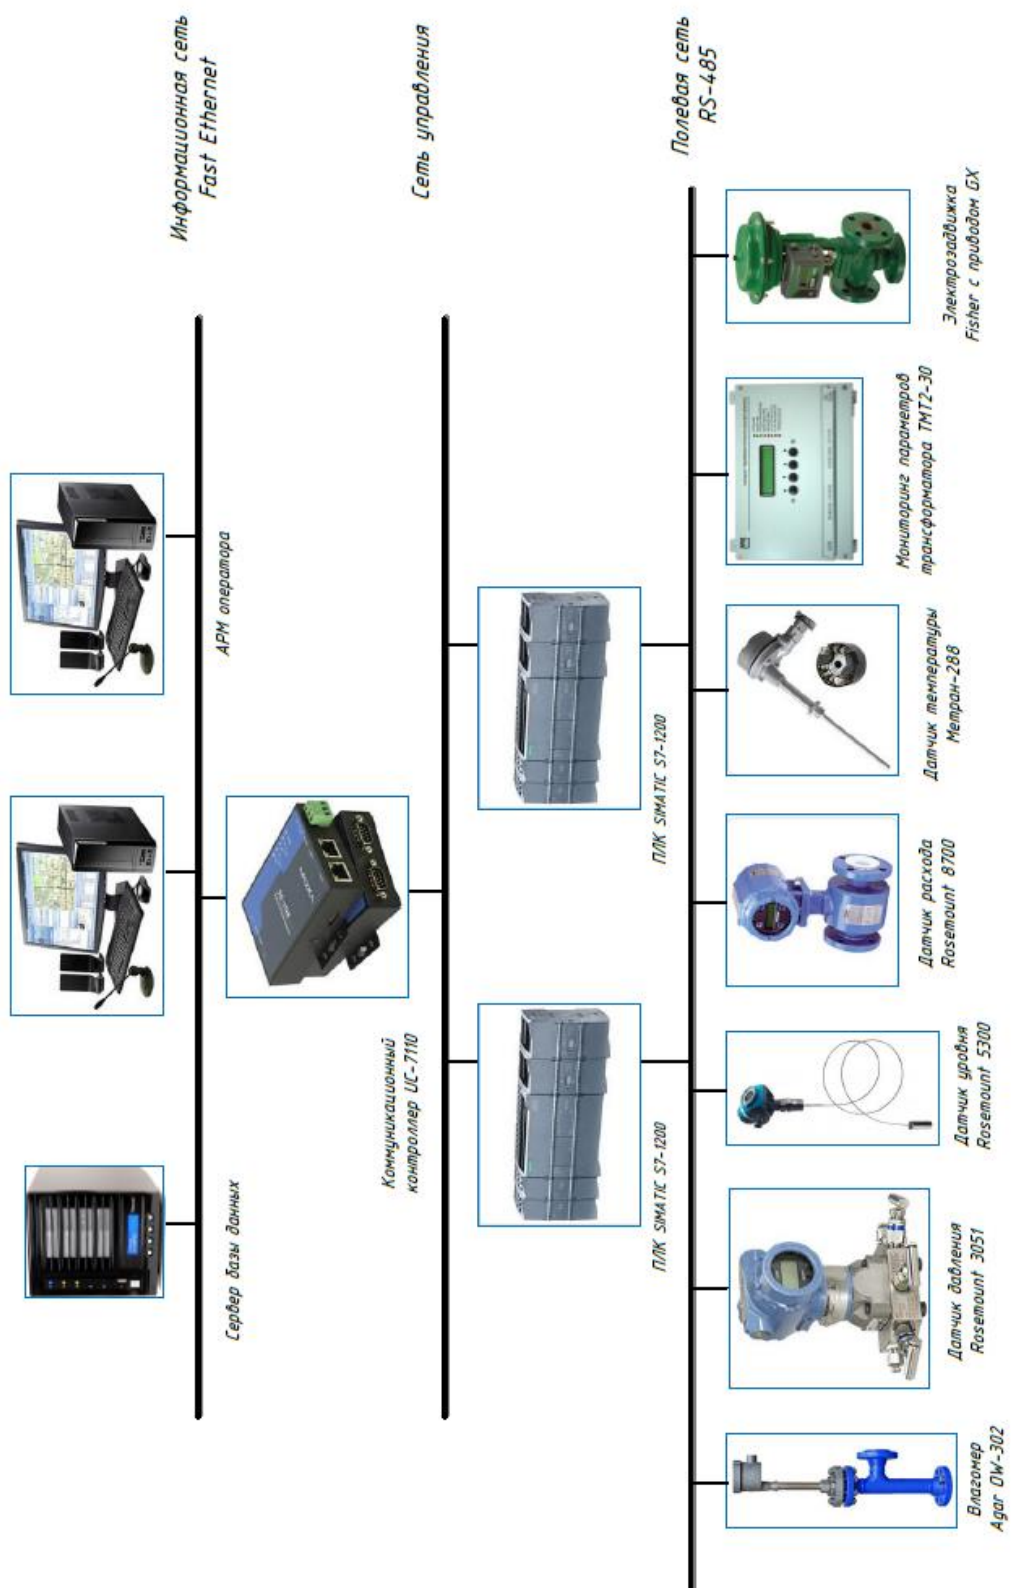 Информационная сеть
Fast Ethernet
Сеть управления
Полевая сеть
RS-485
Сервер базы данных
АРМ оператора
Коммуникационный
контроллер UC-7110
ПЛК SIMATIC S7-1200
ПЛК SIMATIC S7-1200
Влагомер
Agar OW-302
Датчик давления
Rosemount 3051
Датчик уровня
Rosemount 5300
Датчик расхода
Rosemount 8700
Датчик температуры
Метран-288
Мониторинг параметров
трансформатора ТМТ2-30
Электрозадвижка
Fisher с приводом GX
MOXA